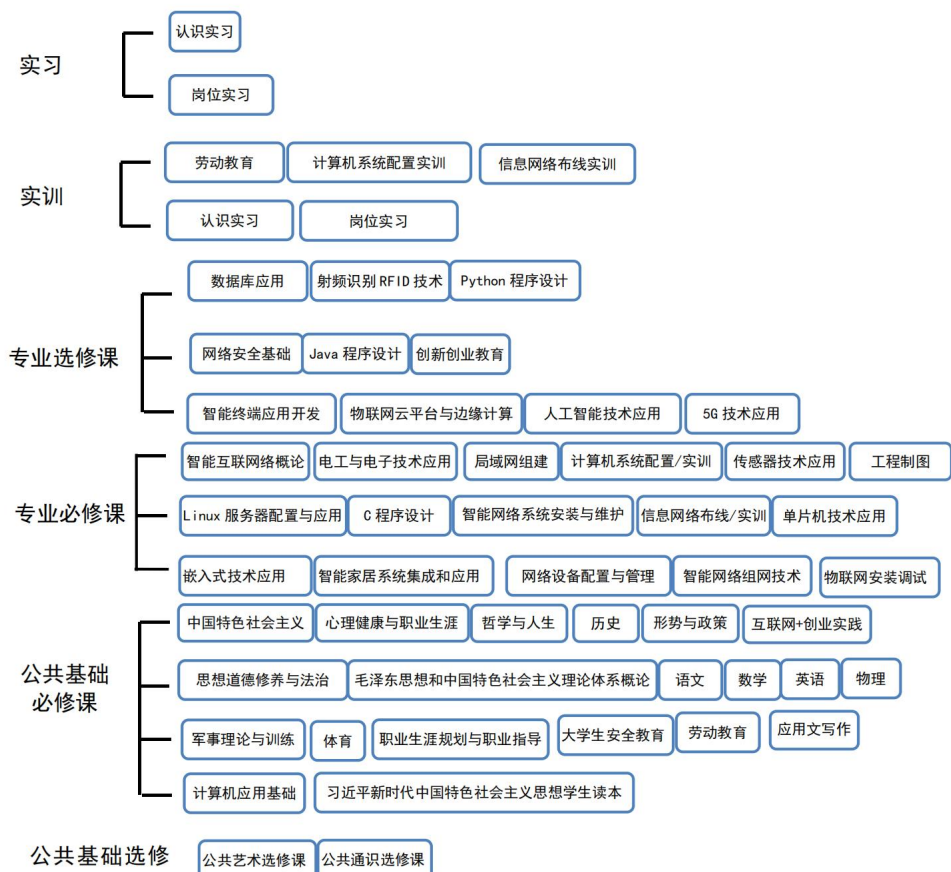 实习
认识实习
岗位实习
实训
劳动教育 计算机系统配置实训 信息网络布线实训
认识实习 岗位实习
专业选修课
数据库应用 射频识别 RFID 技术 Python 程序设计
网络安全基础 Java 程序设计 创新创业教育
智能终端应用开发 物联网云平台与边缘计算 人工智能技术应用 5G 技术应用
专业必修课
智能互联网络概论 电工与电子技术应用 局域网组建 计算机系统配置/实训 传感器技术应用 工程制图
Linux 服务器配置与应用 C 程序设计 智能网络系统安装与维护 信息网络布线/实训 单片机技术应用
嵌入式技术应用 智能家居系统集成和应用 网络设备配置与管理 智能网络组网技术 物联网安装调试
公共基础
必修课
中国特色社会主义 心理健康与职业生涯 哲学与人生 历史 形势与政策 互联网+创业实践
思想道德修养与法治 毛泽东思想和中国特色社会主义理论体系概论 语文 数学 英语 物理
军事理论与训练 体育 职业生涯规划与职业指导 大学生安全教育 劳动教育 应用文写作
计算机应用基础 习近平新时代中国特色社会主义思想学生读本
公共基础选修 公共艺术选修课 公共通识选修课